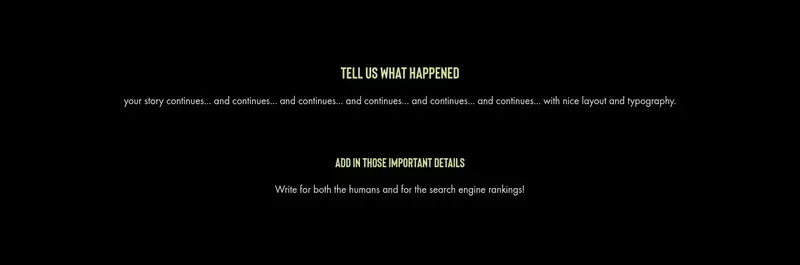 TELL US WHAT HAPPENED
your story continues... and continues... and continues... and continues... and continues... and continues... with nice layout and typography.
ADD IN THOSE IMPORTANT DETAILS
Write for both the humans and for the search engine rankings!